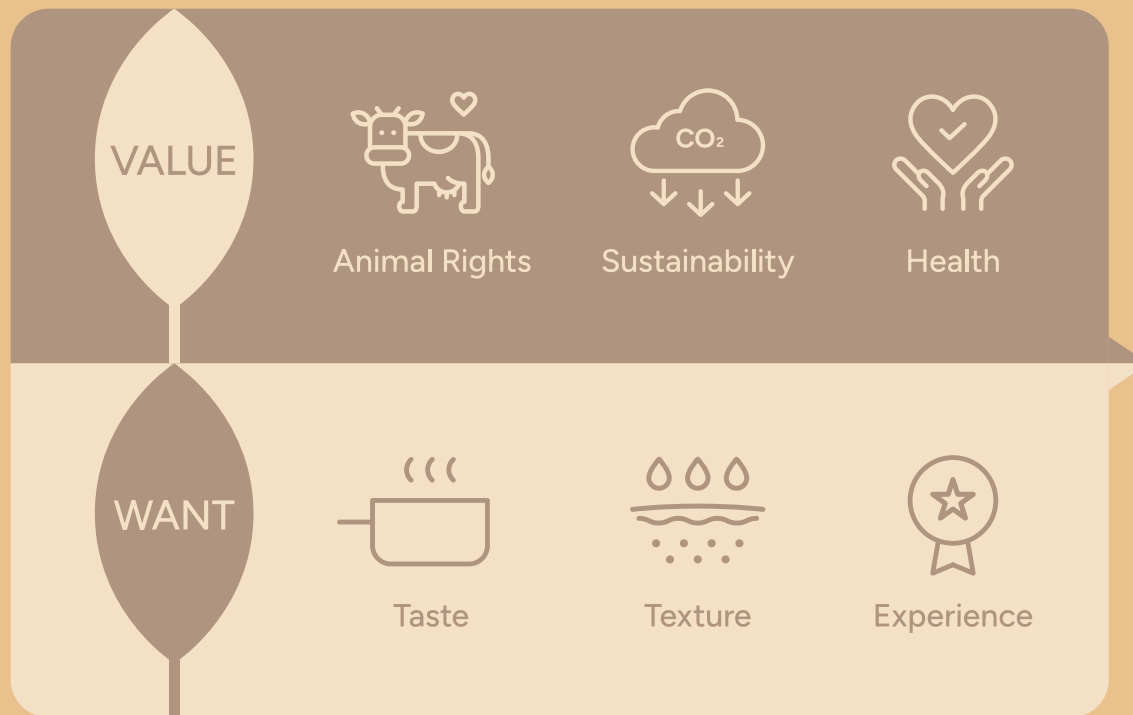 VALUE
CO₂
Animal Rights
Sustainability
Health
WANT
Taste
Texture
Experience